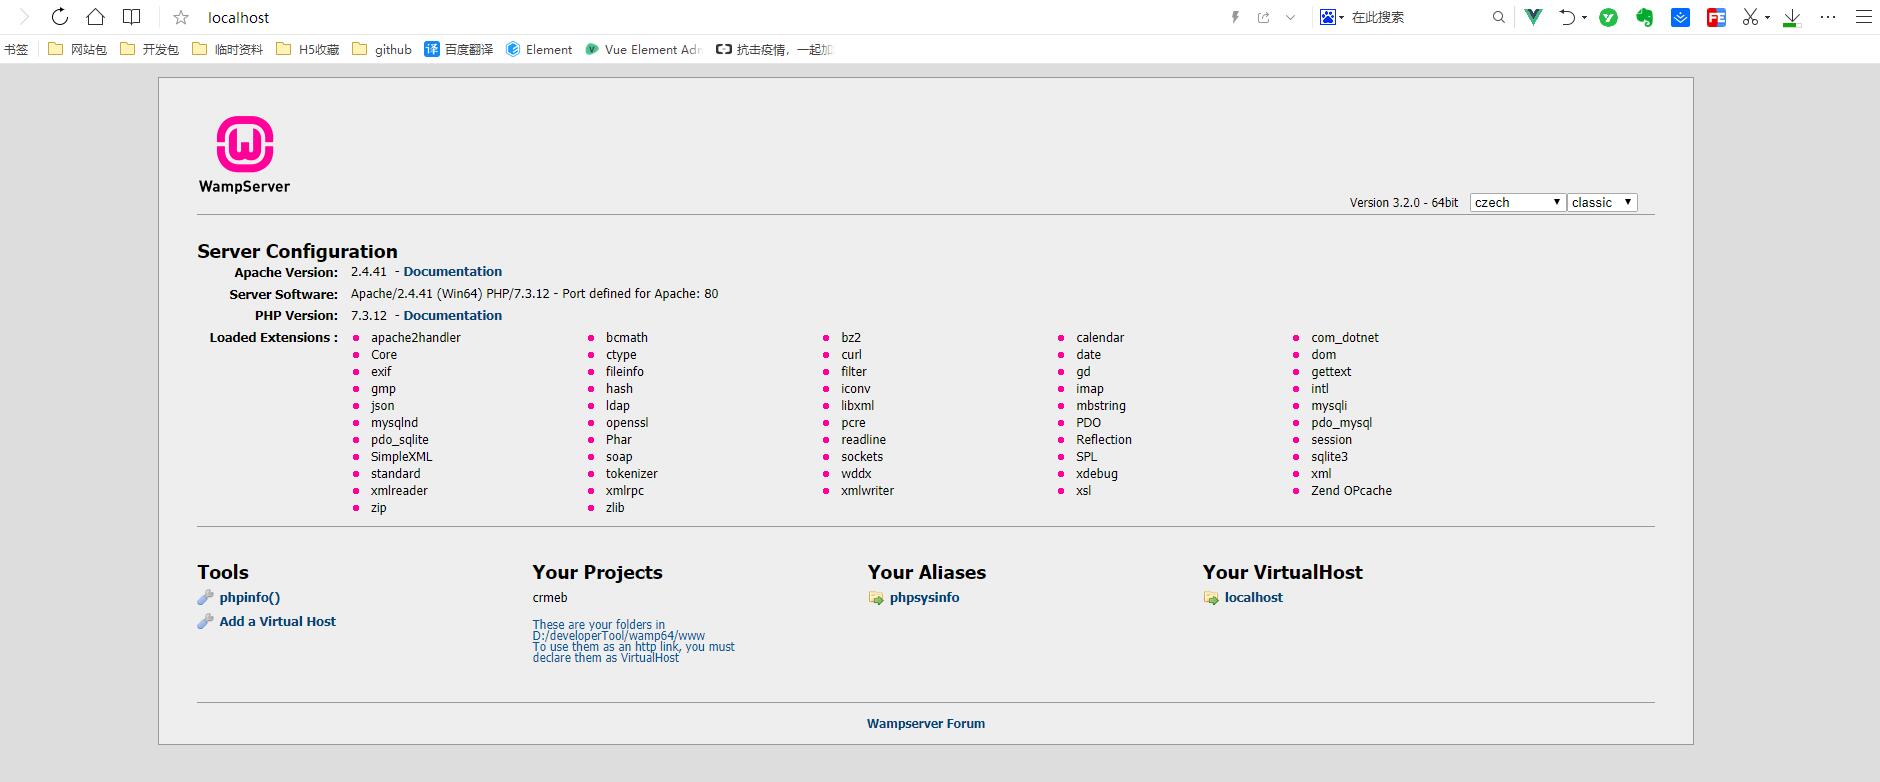 localhost
在此搜索
书签 网站包 开发包 临时资料 H5收藏 github 译 百度翻译 Element Vue Element Adn 抗击疫情，一起加
WampServer
Version 3.2.0 - 64bit czech classic
Server Configuration
Apache Version: 2.4.41 - Documentation
Server Software: Apache/2.4.41 (Win64) PHP/7.3.12 - Port defined for Apache: 80
PHP Version: 7.3.12 - Documentation
Loaded Extensions : apache2handler bcmath bz2 calendar com_dotnet
Core ctype curl date dom
exif fileinfo filter gd gettext
gmp hash iconv imap intl
json ldap libxml mbstring mysqli
mysqlnd openssl pcre PDO pdo_mysql
pdo_sqlite Phar readline Reflection session
SimpleXML soap sockets SPL sqlite3
standard tokenizer wddx xdebug xml
xmlreader xmlrpc xmlwriter xsl Zend OPcache
zip zlib
Tools
phpinfo()
Add a Virtual Host
Your Projects
crmeb
These are your folders in
D:/developerTool/wamp64/www
To use them as an http link, you must
declare them as VirtualHost
Your Aliases
phpsysinfo
Your VirtualHost
localhost
Wampserver Forum